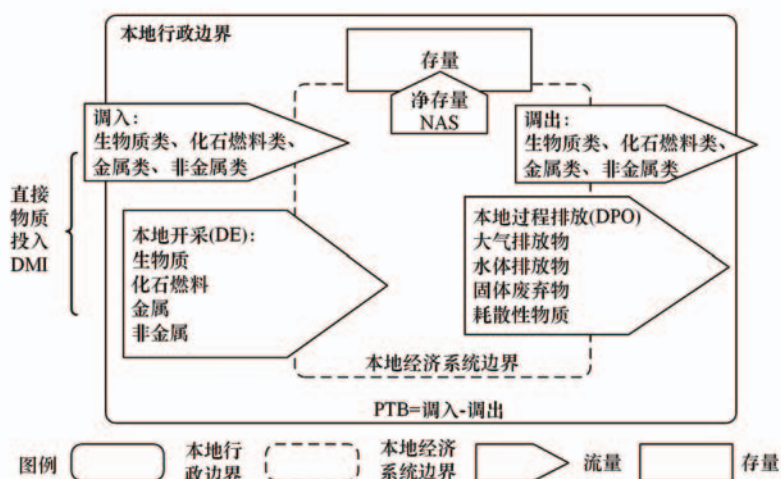 本地行政边界
存量
净存量
NAS
调入：
生物质类、化石燃料类、
金属类、非金属类
调出：
生物质类、化石燃料类、
金属类、非金属类
直接
物质
投入
DMI
本地开采(DE)：
生物质
化石燃料
金属
非金属
本地过程排放(DPO)
大气排放物
水体排放物
固体废弃物
耗散性物质
本地经济系统边界
PTB=调入-调出
图例
本地行
政边界
本地经济
系统边界
流量
存量